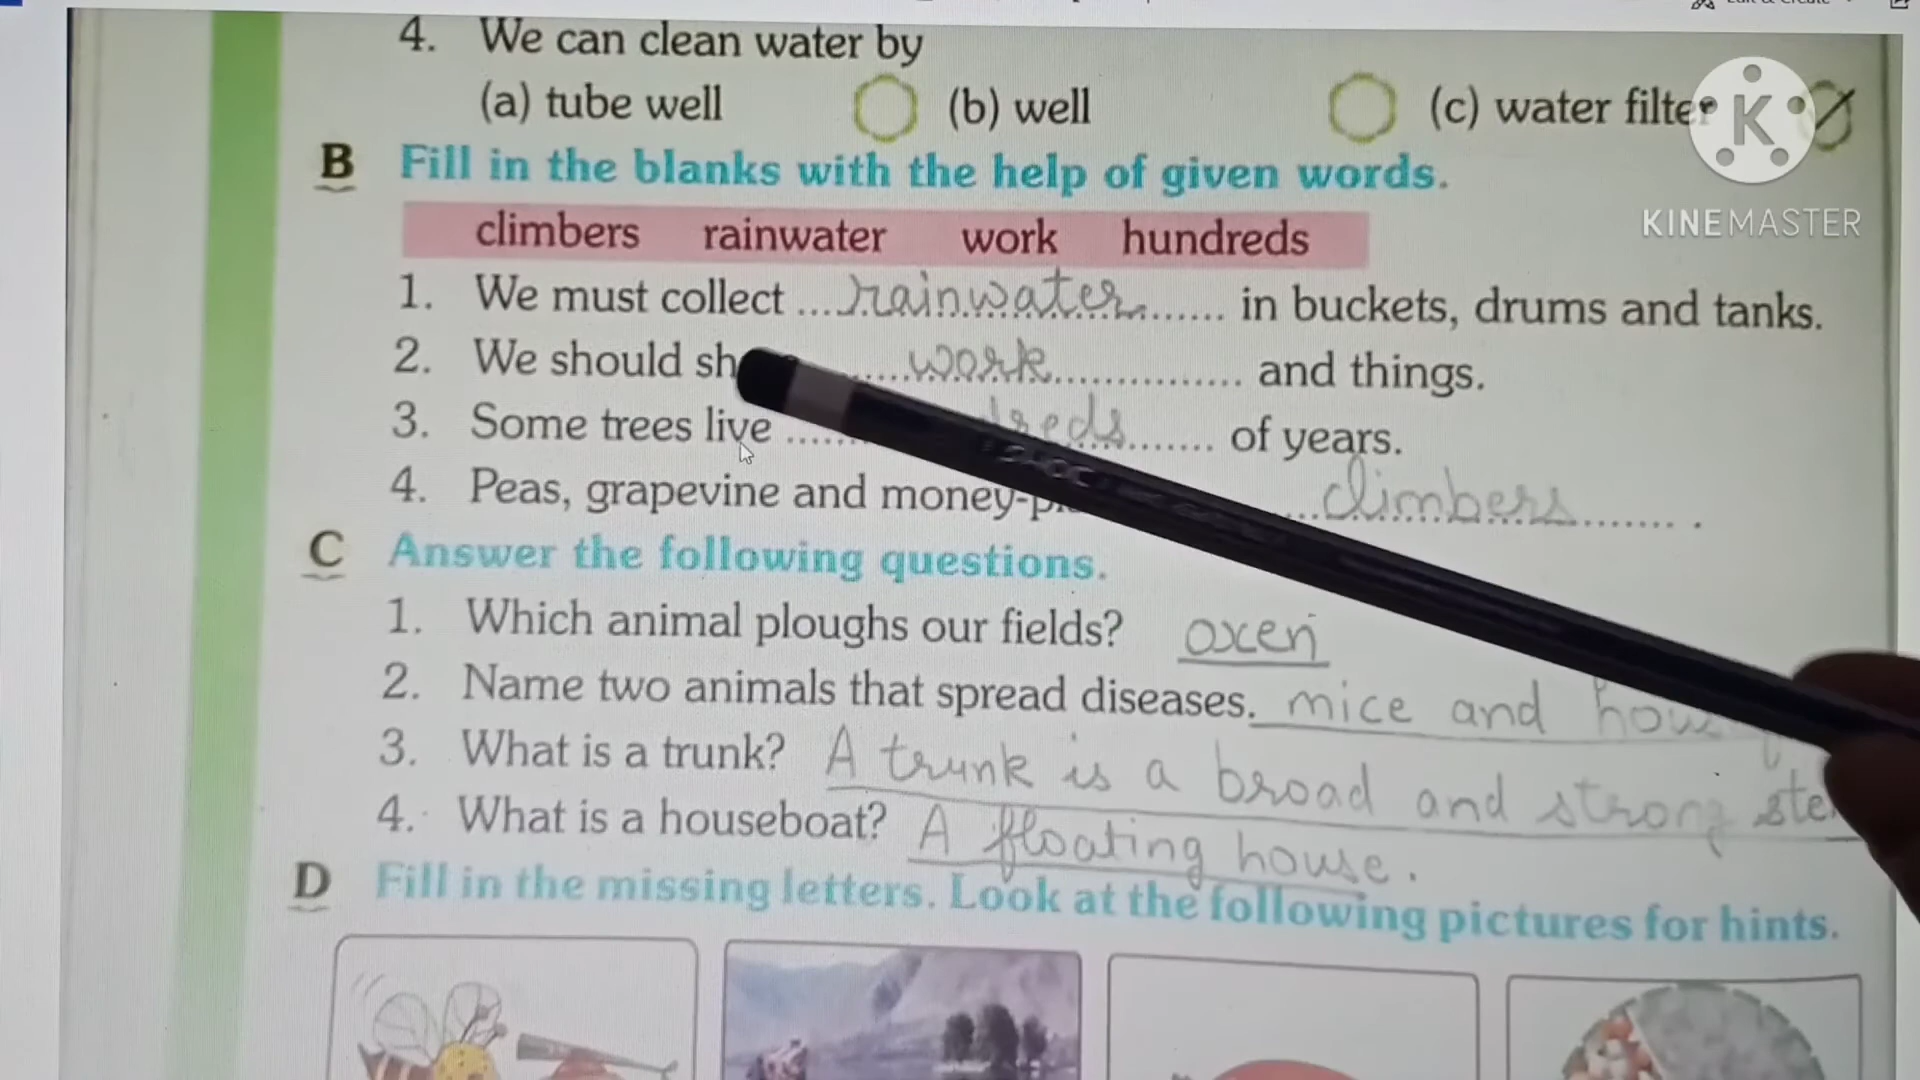 4. We can clean water by
(a) tube well (b) well (c) water filter
K
KINEMASTER
B Fill in the blanks with the help of given words.
climbers rainwater work hundreds
1. We must collect ...rainwater....... in buckets, drums and tanks.
2. We should ....work.............. and things.
3. Some trees live ...... ....... of years.
4. Peas, grapevine and ...climbers....... .
C Answer the following questions.
1. Which animal ploughs our fields? oxen
2. Name two animals that spread diseases. mice and
3. What is a trunk? A trunk is a broad and strong
4. What is a houseboat? A floating house.
D Fill in the missing letters. Look at the following pictures for hints.